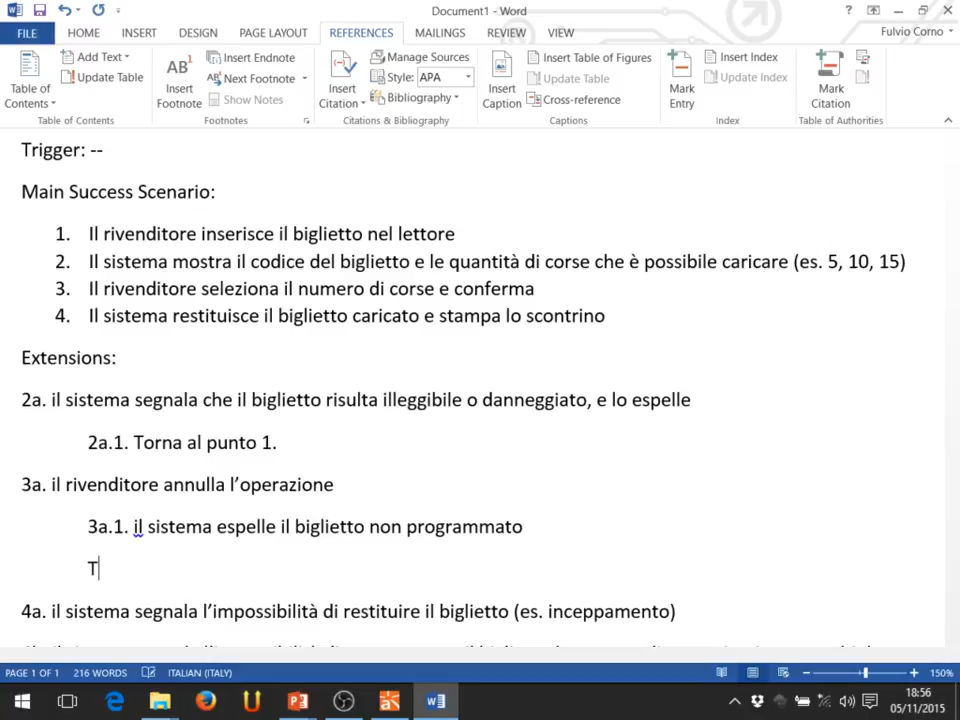 Document1 - Word
FILE HOME INSERT DESIGN PAGE LAYOUT REFERENCES MAILINGS REVIEW VIEW Fulvio Corno
Table of Contents
Add Text
Update Table
Table of Contents
AB¹
Insert Footnote
Insert Endnote
Next Footnote
Show Notes
Footnotes
Insert Citation
Manage Sources
Style: APA
Bibliography
Citations & Bibliography
Insert Caption
Insert Table of Figures
Update Table
Cross-reference
Captions
Mark Entry
Insert Index
Update Index
Index
Mark Citation
Table of Authorities
Trigger: --
Main Success Scenario:
1. Il rivenditore inserisce il biglietto nel lettore
2. Il sistema mostra il codice del biglietto e le quantità di corse che è possibile caricare (es. 5, 10, 15)
3. Il rivenditore seleziona il numero di corse e conferma
4. Il sistema restituisce il biglietto caricato e stampa lo scontrino
Extensions:
2a. il sistema segnala che il biglietto risulta illeggibile o danneggiato, e lo espelle
2a.1. Torna al punto 1.
3a. il rivenditore annulla l’operazione
3a.1. il sistema espelle il biglietto non programmato
T
4a. il sistema segnala l’impossibilità di restituire il biglietto (es. inceppamento)
PAGE 1 OF 1 216 WORDS ITALIAN (ITALY) 150%
18:56
05/11/2015